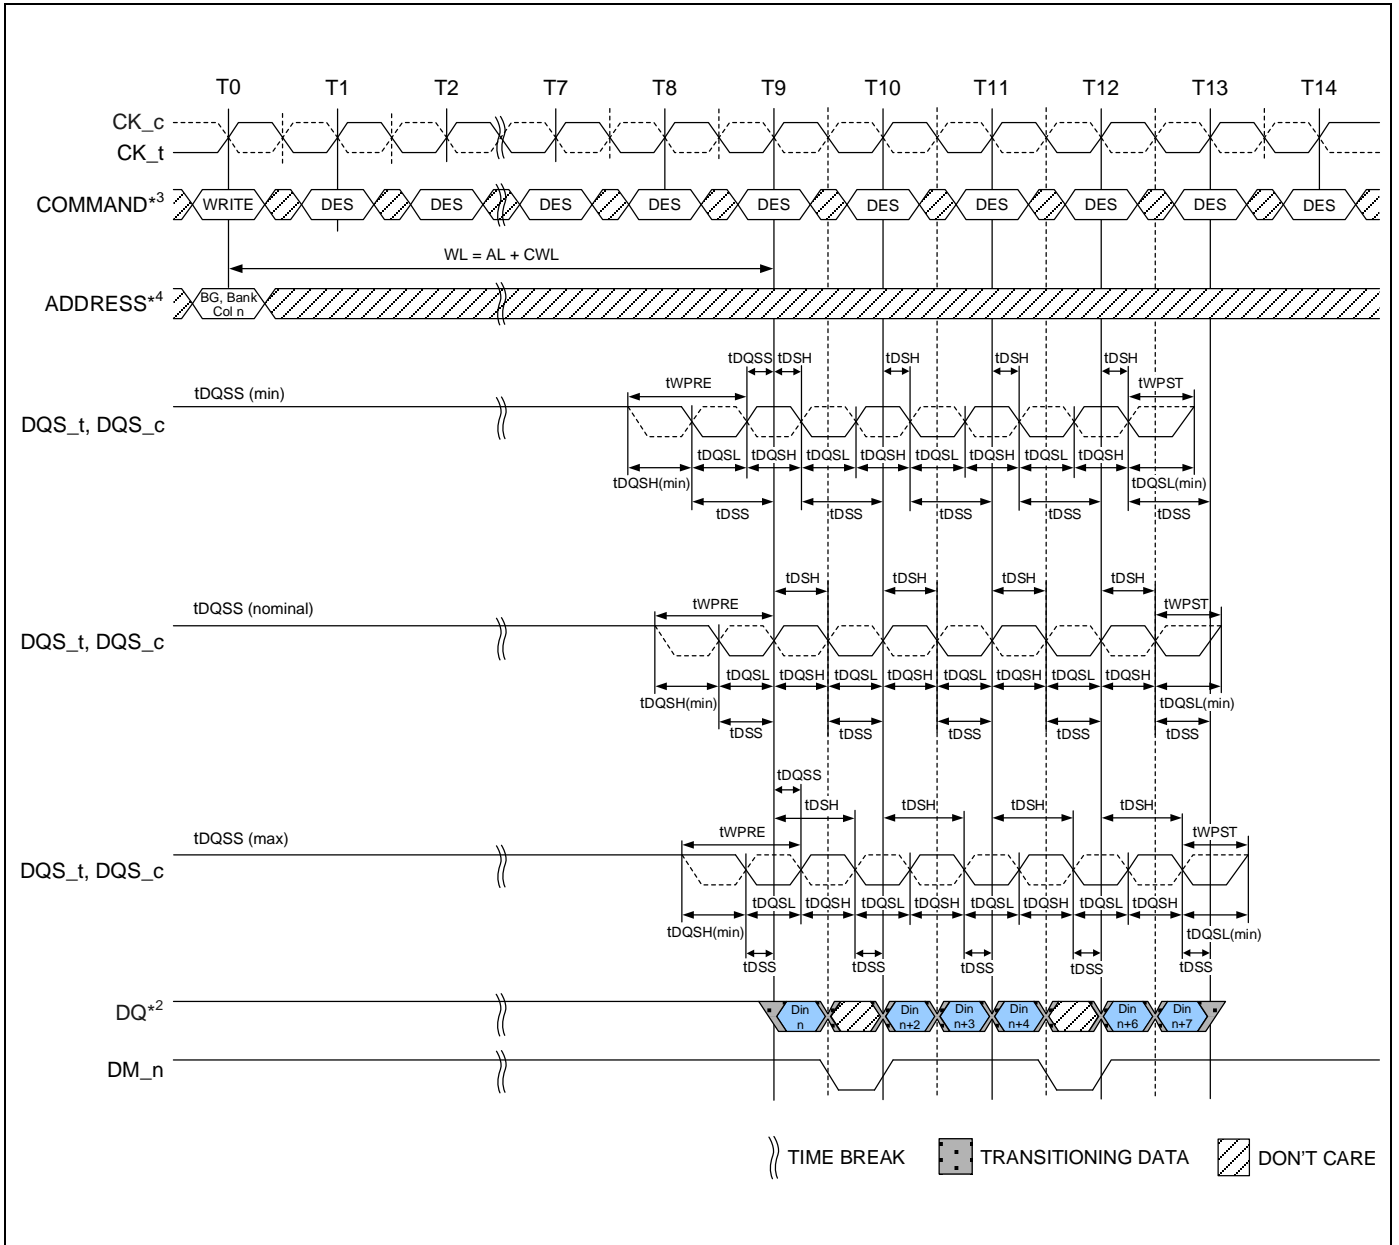 T0 T1 T2 T7 T8 T9 T10 T11 T12 T13 T14
CK_c
CK_t
COMMAND*3 WRITE DES DES DES DES DES DES DES DES DES DES
WL = AL + CWL
ADDRESS*4 BG, Bank
Col n
tDQSS tDSH tDSH tDSH tDSH
tDQSS (min) tWPRE tWPST
DQS_t, DQS_c
tDQSL tDQSH tDQSL tDQSH tDQSL tDQSH tDQSL tDQSH
tDQSH(min) tDQSL(min)
tDSS tDSS tDSS tDSS tDSS
tDSH tDSH tDSH tDSH
tDQSS (nominal) tWPRE tWPST
DQS_t, DQS_c
tDQSL tDQSH tDQSL tDQSH tDQSL tDQSH tDQSL tDQSH
tDQSH(min) tDQSL(min)
tDSS tDSS tDSS tDSS tDSS
tDQSS
tDSH tDSH tDSH tDSH
tDQSS (max) tWPRE tWPST
DQS_t, DQS_c
tDQSL tDQSH tDQSL tDQSH tDQSL tDQSH tDQSL tDQSH
tDQSH(min) tDQSL(min)
tDSS tDSS tDSS tDSS tDSS
DQ*2 Din Din Din Din Din Din
n n+2 n+3 n+4 n+6 n+7
DM_n
TIME BREAK TRANSITIONING DATA DON'T CARE